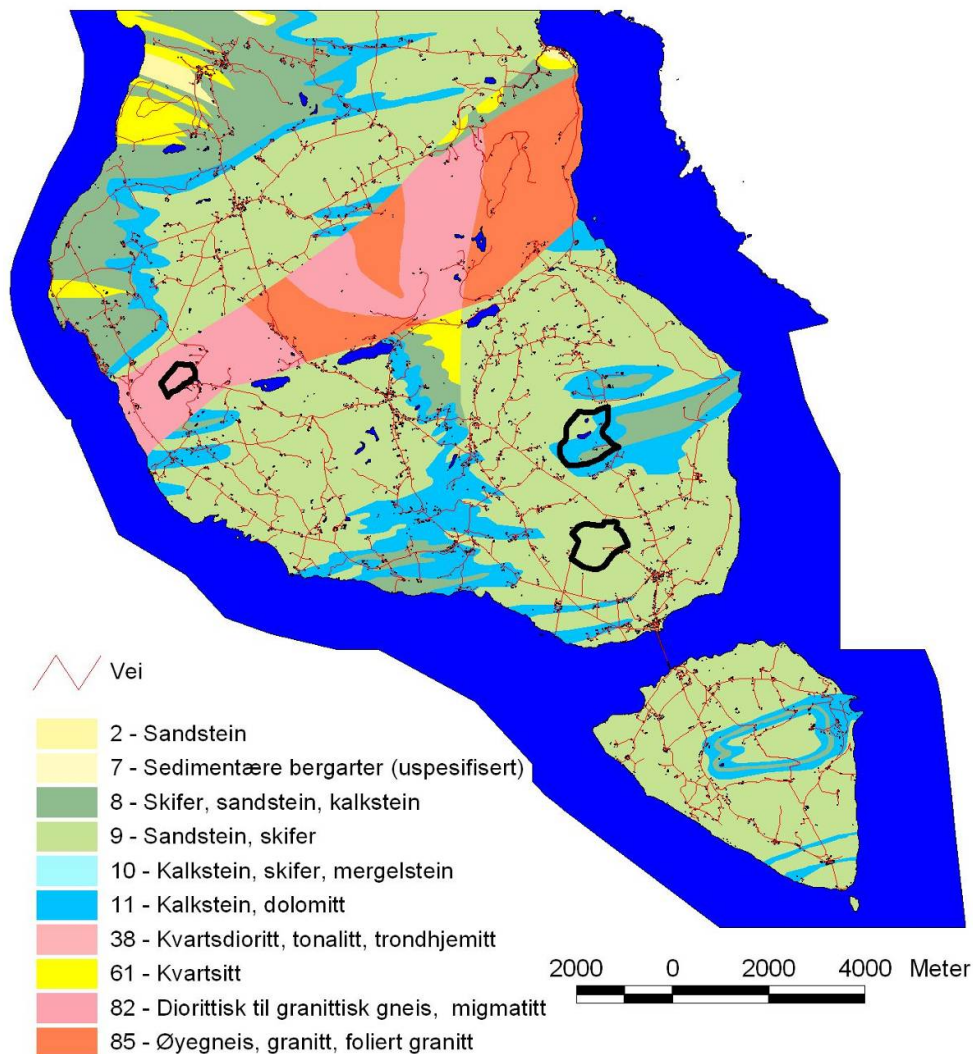 Vei
2 - Sandstein
7 - Sedimentære bergarter (uspesifisert)
8 - Skifer, sandstein, kalkstein
9 - Sandstein, skifer
10 - Kalkstein, skifer, mergelstein
11 - Kalkstein, dolomitt
38 - Kvartsdioritt, tonalitt, trondhjemitt
61 - Kvartsitt
82 - Diorittisk til granittisk gneis, migmatitt
85 - Øyegneis, granitt, foliert granitt
2000 0 2000 4000 Meter